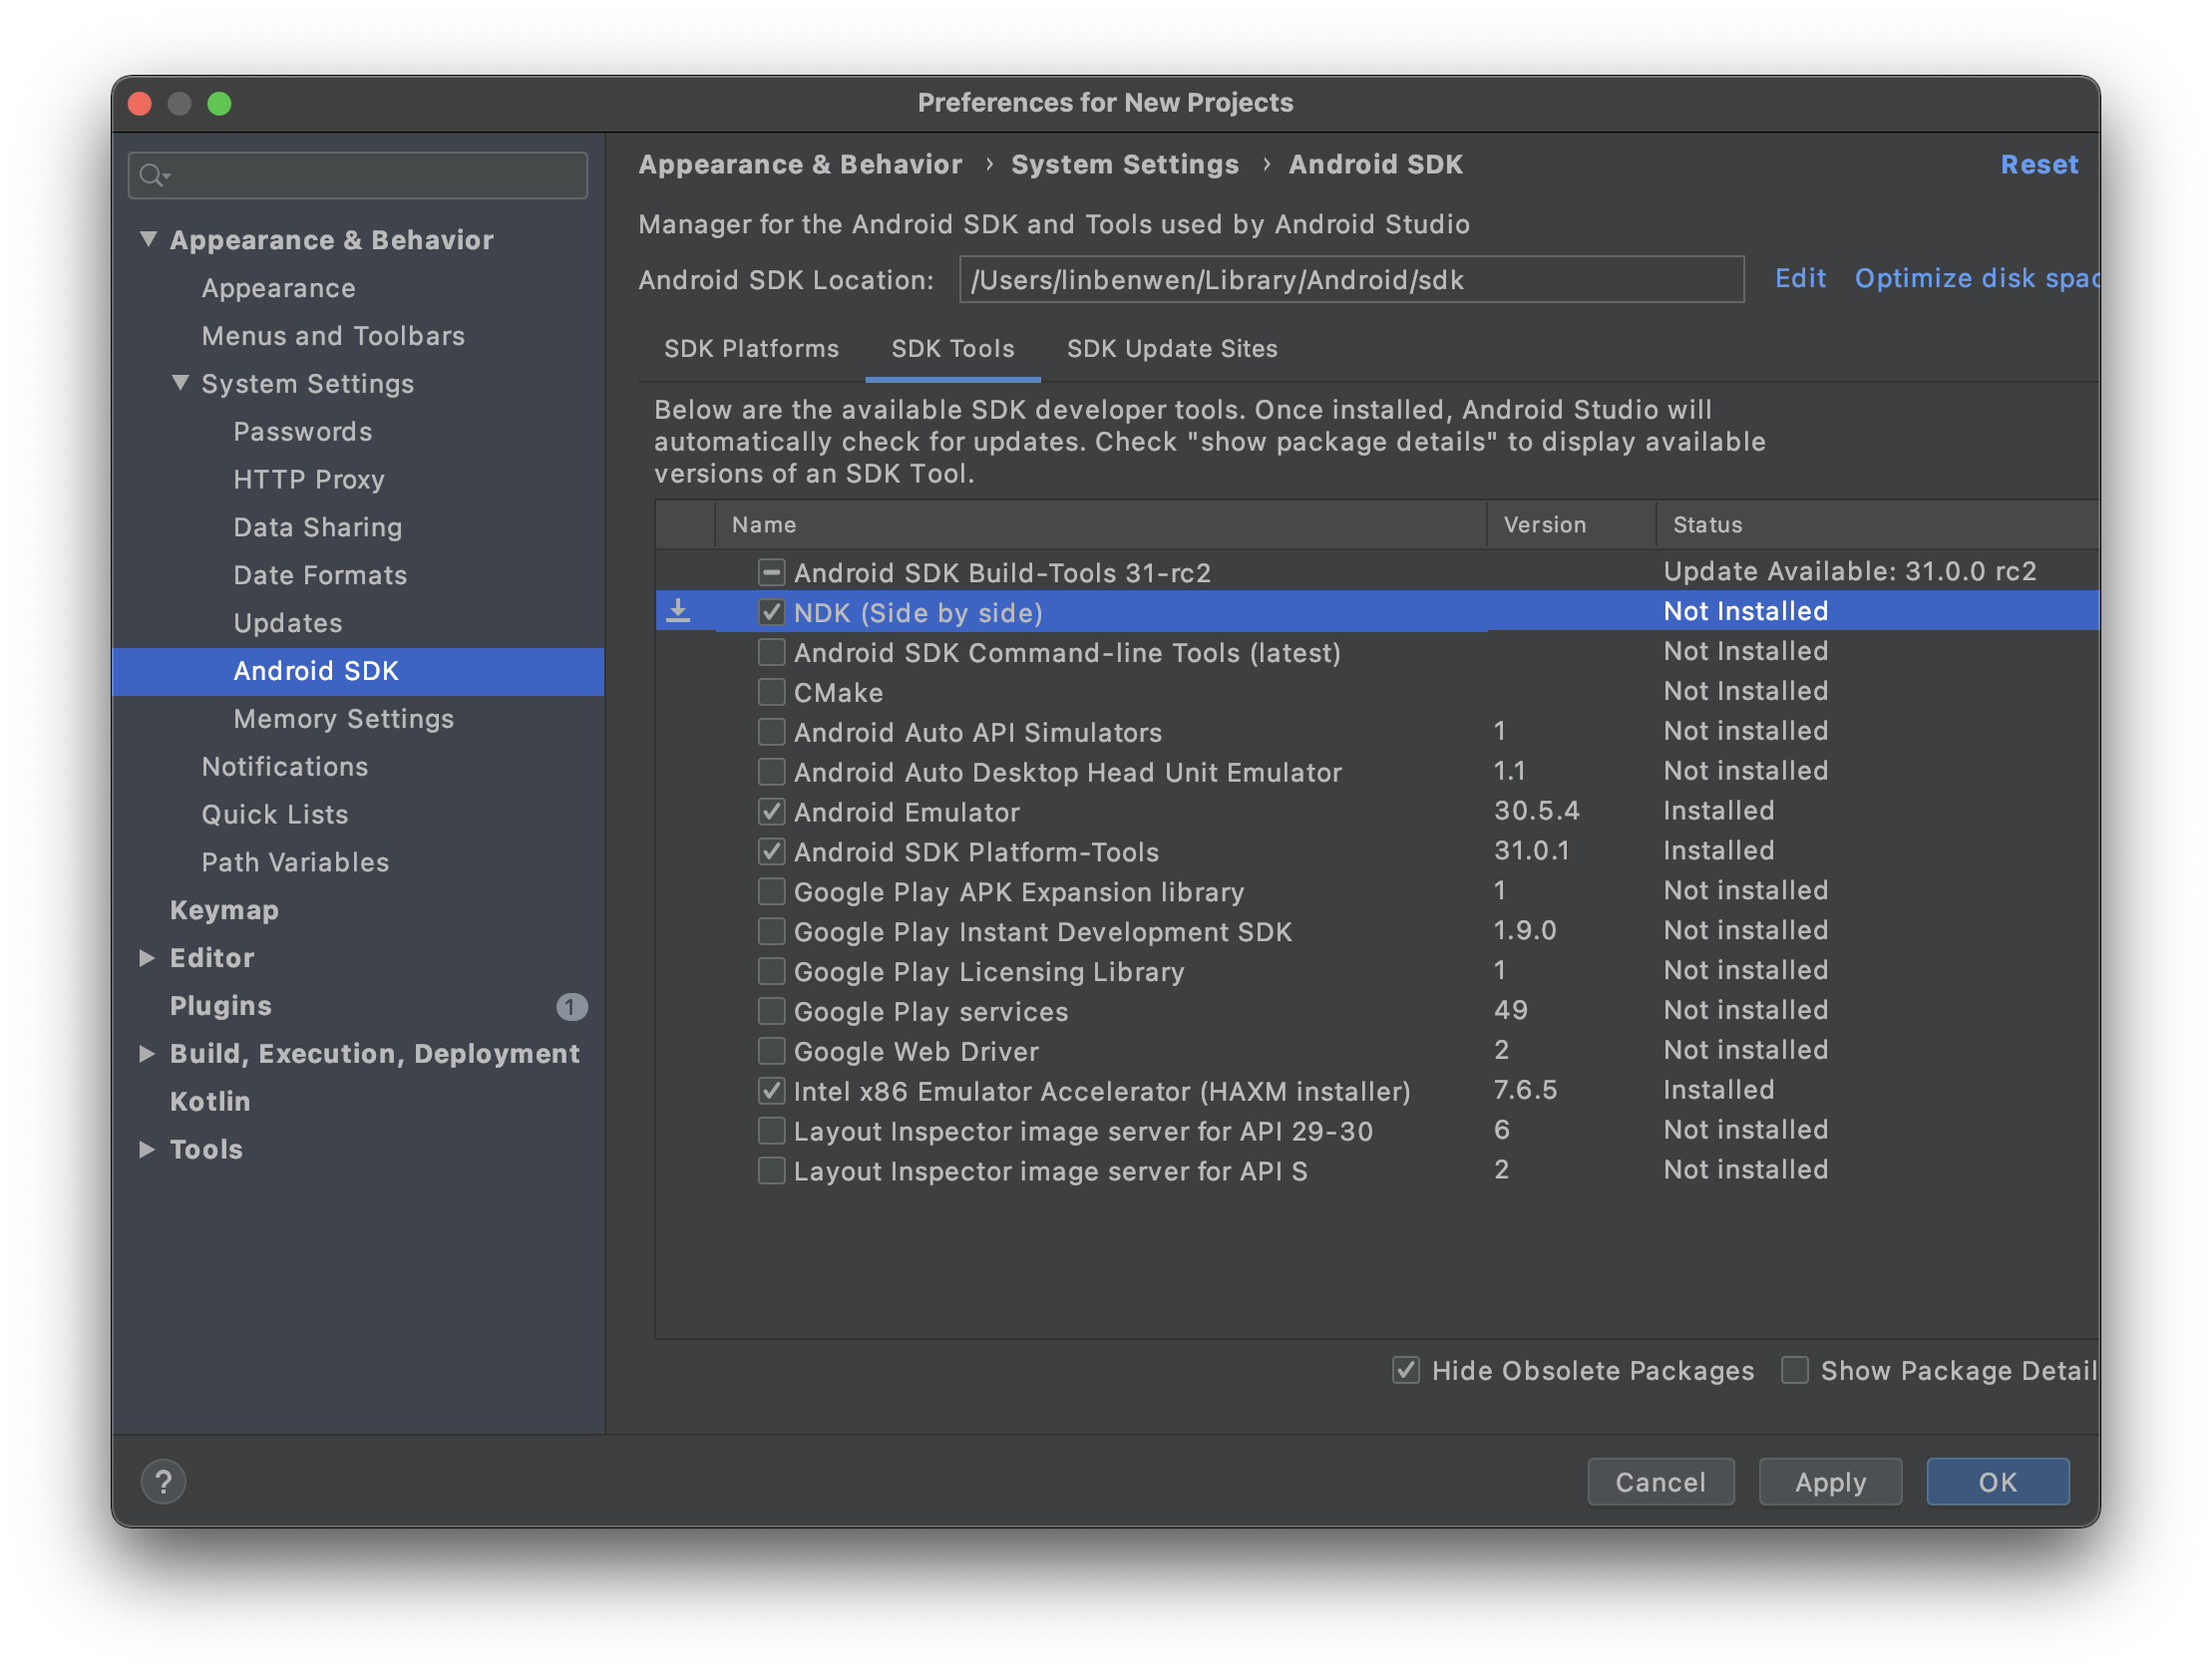 Preferences for New Projects
Appearance & Behavior
Appearance
Menus and Toolbars
System Settings
Passwords
HTTP Proxy
Data Sharing
Date Formats
Updates
Android SDK
Memory Settings
Notifications
Quick Lists
Path Variables
Keymap
Editor
Plugins 1
Build, Execution, Deployment
Kotlin
Tools
Appearance & Behavior › System Settings › Android SDK Reset
Manager for the Android SDK and Tools used by Android Studio
Android SDK Location: /Users/linbenwen/Library/Android/sdk Edit Optimize disk spac
SDK Platforms SDK Tools SDK Update Sites
Below are the available SDK developer tools. Once installed, Android Studio will
automatically check for updates. Check "show package details" to display available
versions of an SDK Tool.
Name Version Status
Android SDK Build-Tools 31-rc2 Update Available: 31.0.0 rc2
NDK (Side by side) Not Installed
Android SDK Command-line Tools (latest) Not Installed
CMake Not Installed
Android Auto API Simulators 1 Not installed
Android Auto Desktop Head Unit Emulator 1.1 Not installed
Android Emulator 30.5.4 Installed
Android SDK Platform-Tools 31.0.1 Installed
Google Play APK Expansion library 1 Not installed
Google Play Instant Development SDK 1.9.0 Not installed
Google Play Licensing Library 1 Not installed
Google Play services 49 Not installed
Google Web Driver 2 Not installed
Intel x86 Emulator Accelerator (HAXM installer) 7.6.5 Installed
Layout Inspector image server for API 29-30 6 Not installed
Layout Inspector image server for API S 2 Not installed
Hide Obsolete Packages Show Package Detail
? Cancel Apply OK